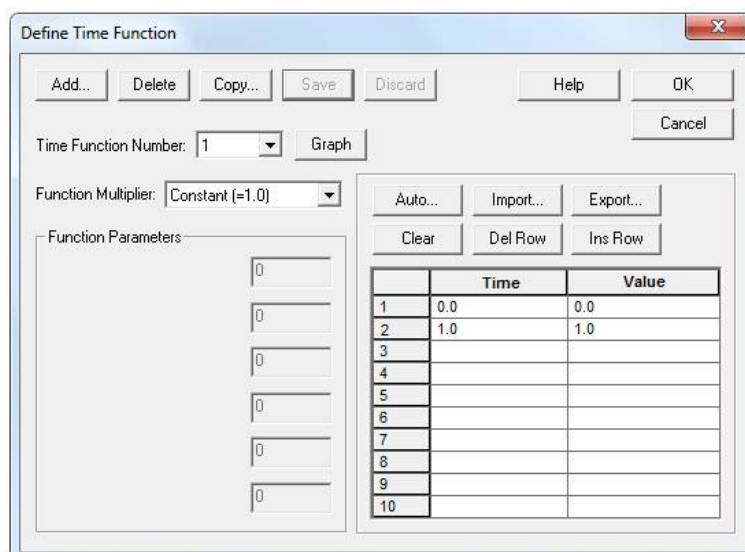 Define Time Function
Add... Delete Copy... Save Discard Help OK
Cancel
Time Function Number: 1 Graph
Function Multiplier: Constant (=1.0)
Auto... Import... Export...
Clear Del Row Ins Row
Function Parameters
0
0
0
0
0
0
Time Value
1 0.0 0.0
2 1.0 1.0
3
4
5
6
7
8
9
10